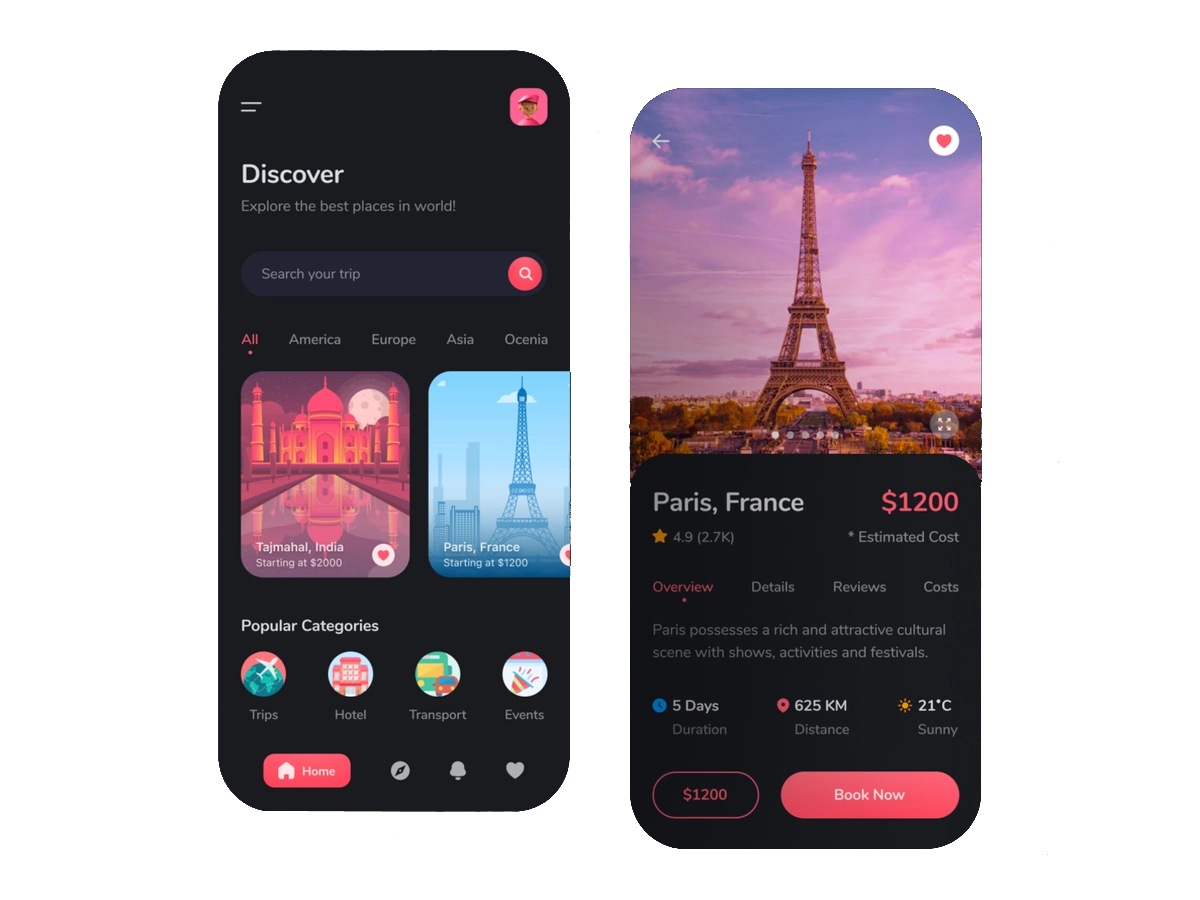 Discover
Explore the best places in world!
Search your trip
All America Europe Asia Ocenia
Tajmahal, India
Starting at $2000
Paris, France
Starting at $1200
Popular Categories
Trips Hotel Transport Events
Home
Paris, France $1200
4.9 (2.7K) * Estimated Cost
Overview Details Reviews Costs
Paris possesses a rich and attractive cultural
scene with shows, activities and festivals.
5 Days 625 KM 21°C
Duration Distance Sunny
$1200 Book Now